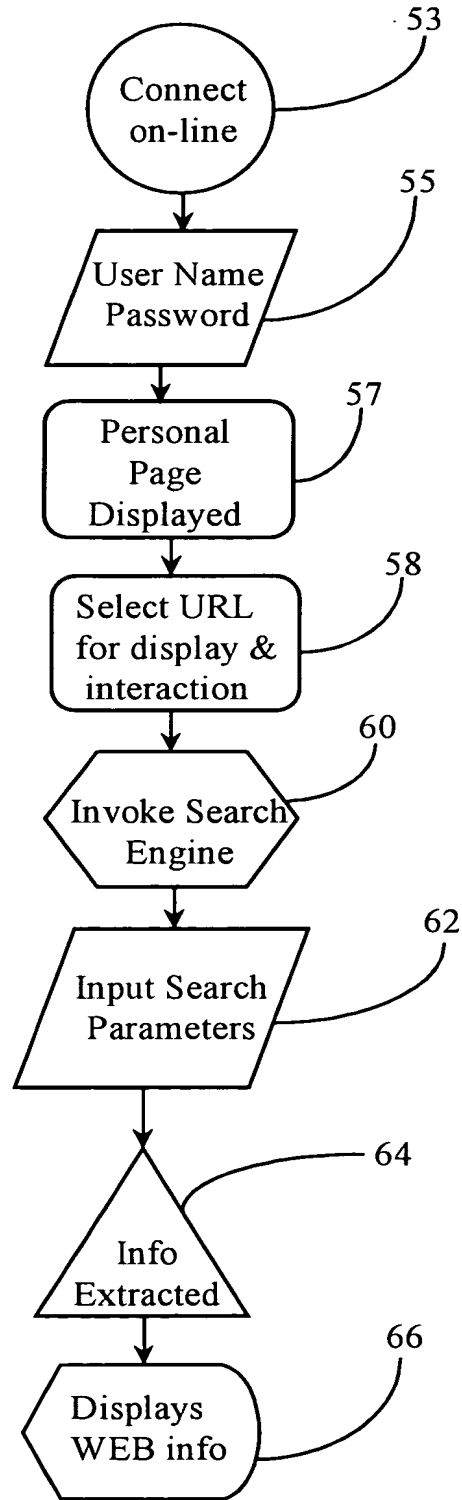 53
Connect
on-line
55
User Name
Password
57
Personal
Page
Displayed
58
Select URL
for display &
interaction
60
Invoke Search
Engine
62
Input Search
Parameters
64
Info
Extracted
66
Displays
WEB info